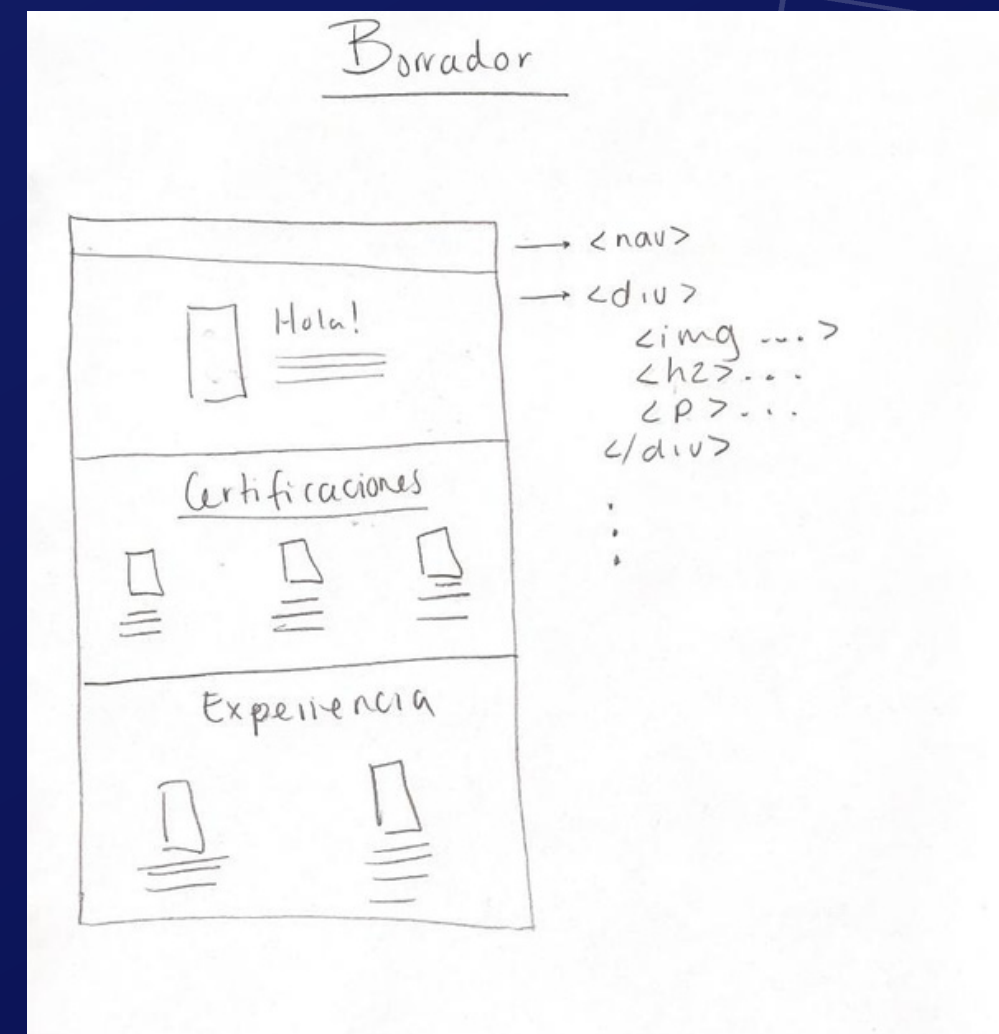 Borrador
<nav>
Hola!
<div>
<img ...>
<h2>...
<p>...
</div>
Certificaciones
Experiencia